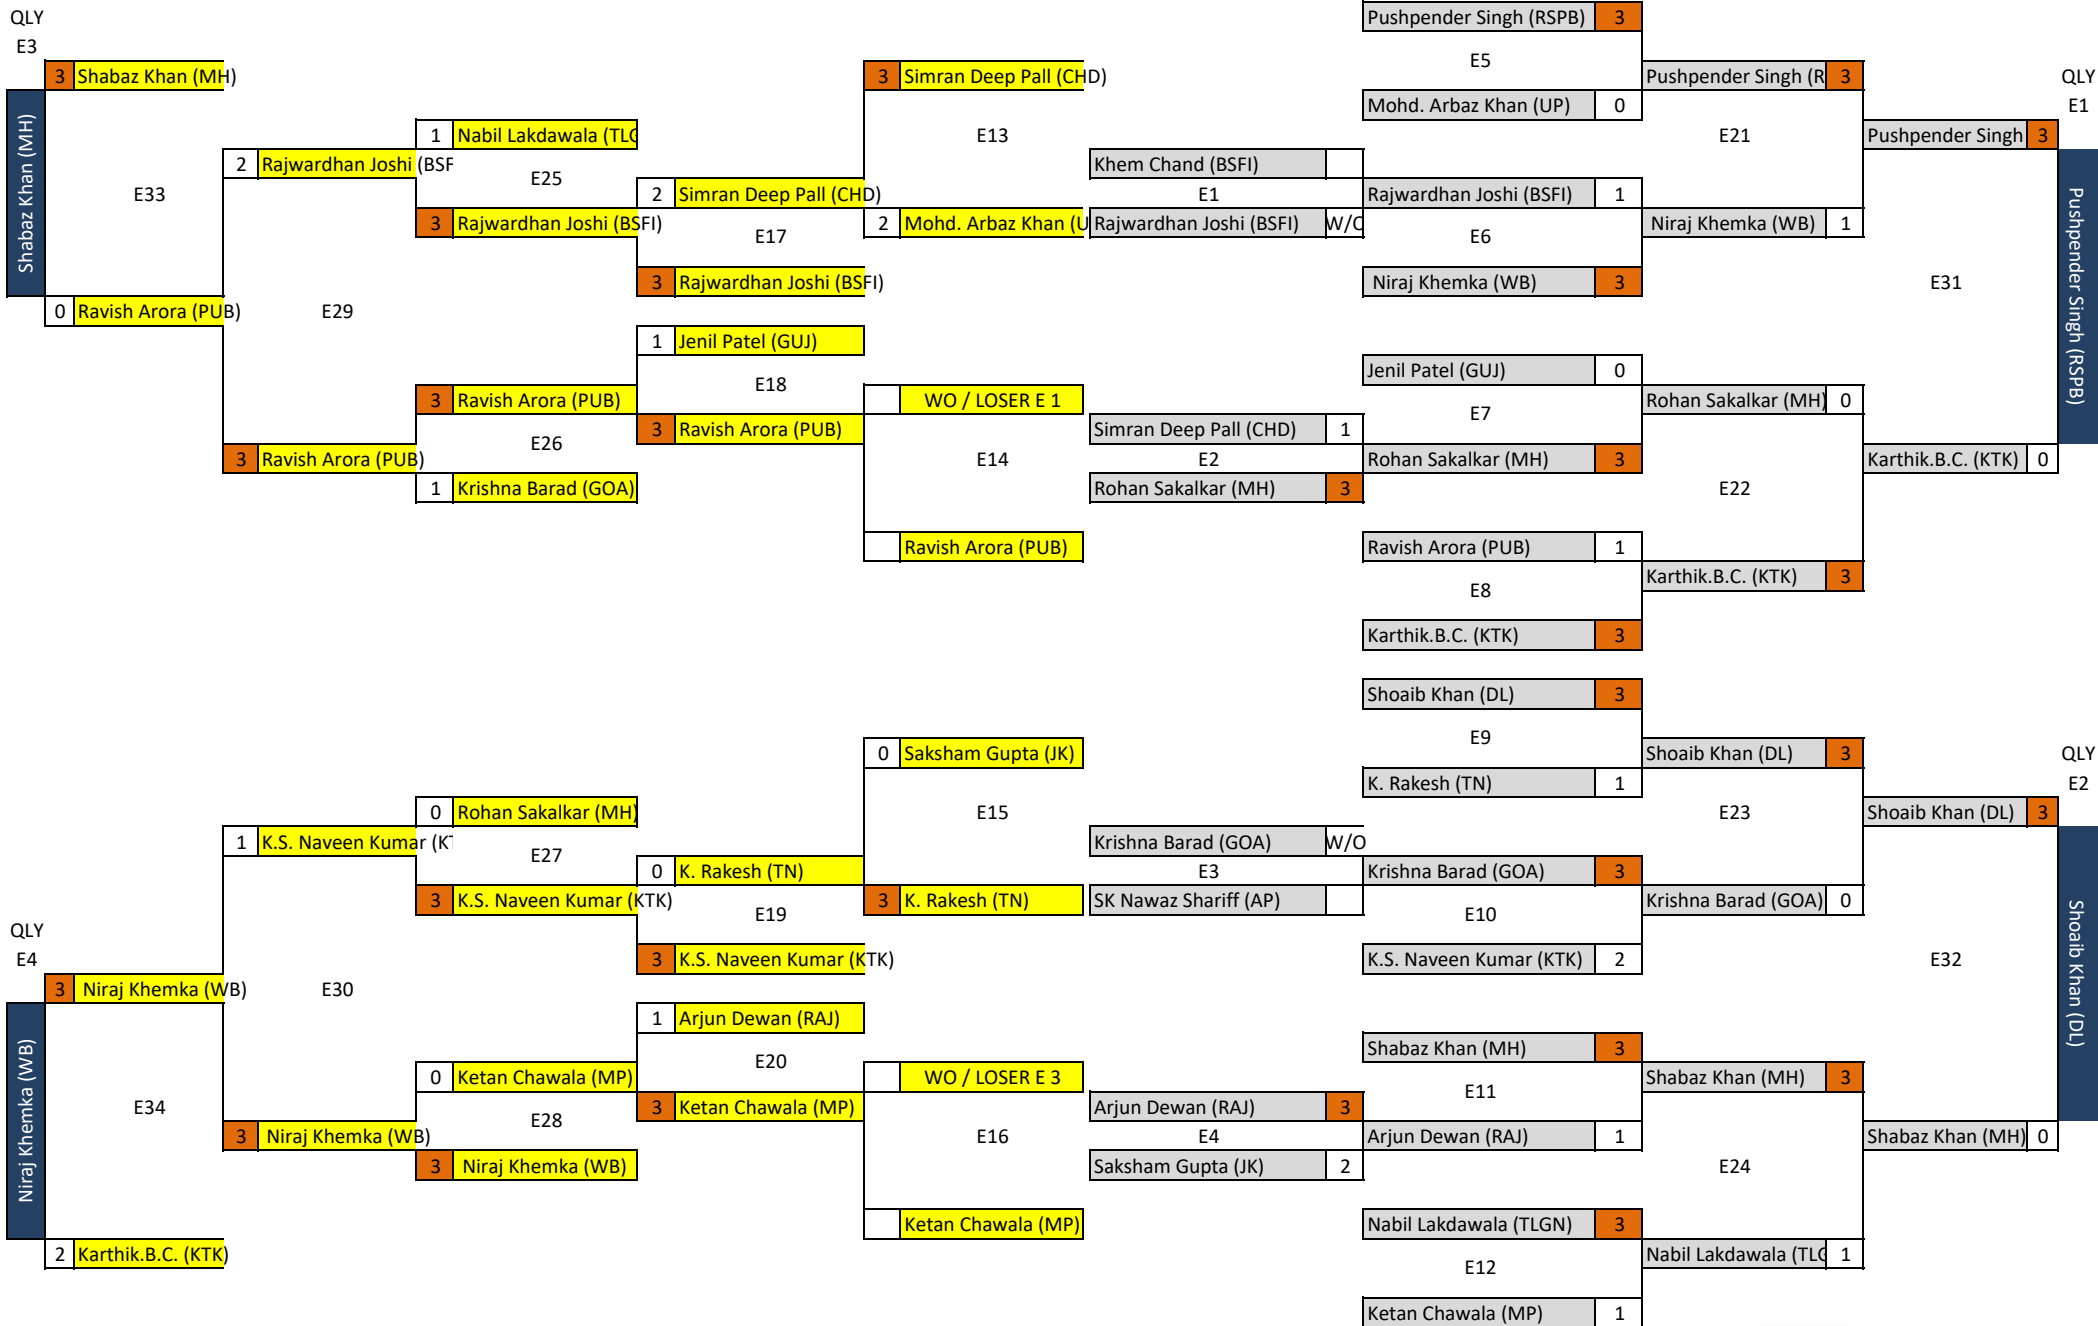 QLY
E3
3 Shabaz Khan (MH)
Shabaz Khan (MH)
E33
0 Ravish Arora (PUB)
2 Rajwardhan Joshi (BSF
E29
3 Ravish Arora (PUB)
1 Nabil Lakdawala (TLG
E25
3 Rajwardhan Joshi (BSFI)
3 Ravish Arora (PUB)
E26
1 Krishna Barad (GOA)
2 Simran Deep Pall (CHD)
E17
3 Rajwardhan Joshi (BSFI)
1 Jenil Patel (GUJ)
E18
3 Ravish Arora (PUB)
3 Simran Deep Pall (CHD)
E13
2 Mohd. Arbaz Khan (U
WO / LOSER E 1
E14
Ravish Arora (PUB)
Khem Chand (BSFI)
E1
Rajwardhan Joshi (BSFI) W/O
Simran Deep Pall (CHD) 1
E2
Rohan Sakalkar (MH) 3
Pushpender Singh (RSPB) 3
E5
Mohd. Arbaz Khan (UP) 0
Rajwardhan Joshi (BSFI) 1
E6
Niraj Khemka (WB) 3
Jenil Patel (GUJ) 0
E7
Rohan Sakalkar (MH) 3
Ravish Arora (PUB) 1
E8
Karthik.B.C. (KTK) 3
Pushpender Singh (R 3
E21
Niraj Khemka (WB) 1
Rohan Sakalkar (MH) 0
E22
Karthik.B.C. (KTK) 3
Pushpender Singh 3
E31
Karthik.B.C. (KTK) 0
QLY
E1
Pushpender Singh (RSPB)
QLY
E4
3 Niraj Khemka (WB)
Niraj Khemka (WB)
E34
2 Karthik.B.C. (KTK)
1 K.S. Naveen Kumar (KT
E30
3 Niraj Khemka (WB)
0 Rohan Sakalkar (MH)
E27
3 K.S. Naveen Kumar (KTK)
0 Ketan Chawala (MP)
E28
3 Niraj Khemka (WB)
0 K. Rakesh (TN)
E19
3 K.S. Naveen Kumar (KTK)
1 Arjun Dewan (RAJ)
E20
3 Ketan Chawala (MP)
0 Saksham Gupta (JK)
E15
3 K. Rakesh (TN)
WO / LOSER E 3
E16
Ketan Chawala (MP)
Krishna Barad (GOA) W/O
E3
SK Nawaz Shariff (AP)
Arjun Dewan (RAJ) 3
E4
Saksham Gupta (JK) 2
Shoaib Khan (DL) 3
E9
K. Rakesh (TN) 1
Krishna Barad (GOA) 3
E10
K.S. Naveen Kumar (KTK) 2
Shabaz Khan (MH) 3
E11
Arjun Dewan (RAJ) 1
Nabil Lakdawala (TLGN) 3
E12
Ketan Chawala (MP) 1
Shoaib Khan (DL) 3
E23
Krishna Barad (GOA) 0
Shabaz Khan (MH) 3
E24
Nabil Lakdawala (TLG 1
Shoaib Khan (DL) 3
E32
Shabaz Khan (MH) 0
QLY
E2
Shoaib Khan (DL)